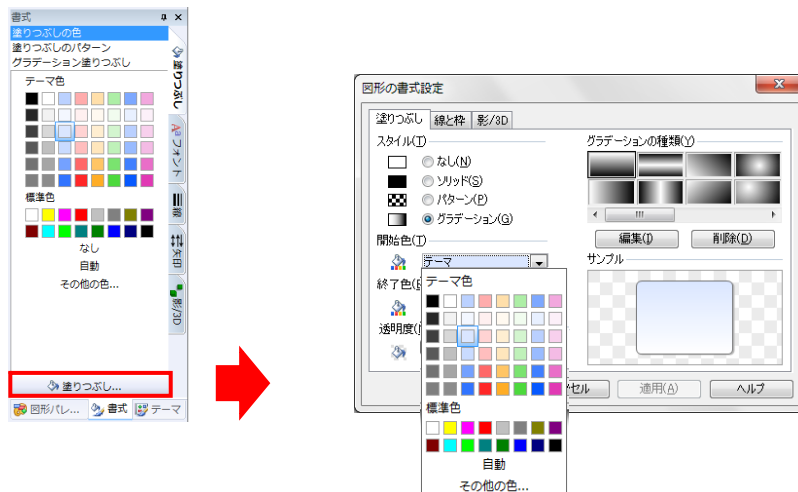 書式
塗りつぶしの色
塗りつぶしのパターン
グラデーション塗りつぶし
テーマ色
標準色
なし
自動
その他の色...
塗りつぶし
Aa フォント
線
矢印
影/3D
塗りつぶし...
図形パレ...
書式
テーマ
図形の書式設定
塗りつぶし 線と枠 影/3D
スタイル(T)
なし(N)
ソリッド(S)
パターン(P)
グラデーション(G)
開始色(T)
テーマ
終了色(
透明度(
テーマ色
標準色
自動
その他の色...
グラデーションの種類(Y)
編集(I) 削除(D)
サンプル
セル 適用(A) ヘルプ